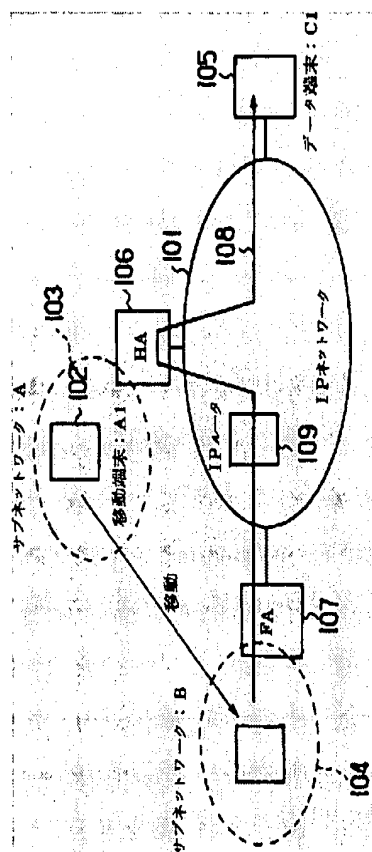 サブネットワーク：A
103
102
移動端末：A1
106
HA
101
108
105
データ端末：C1
移動
IPルータ
109
IPネットワーク
サブネットワーク：B
FA
107
104